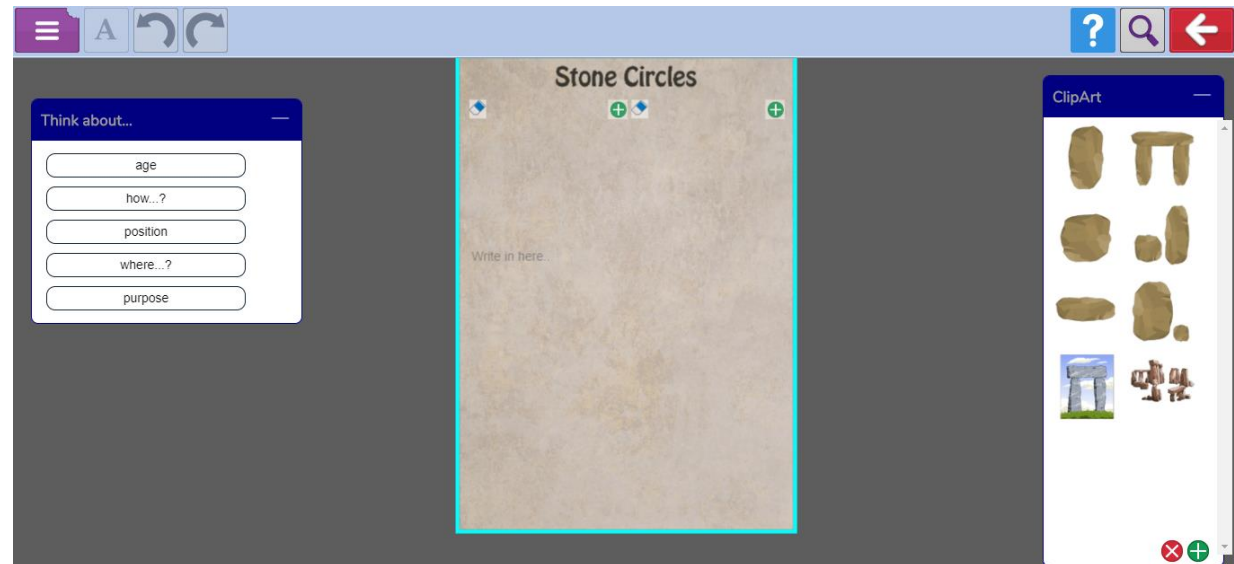 A
?
Stone Circles
Think about...
age
how...?
position
where...?
purpose
Write in here..
ClipArt